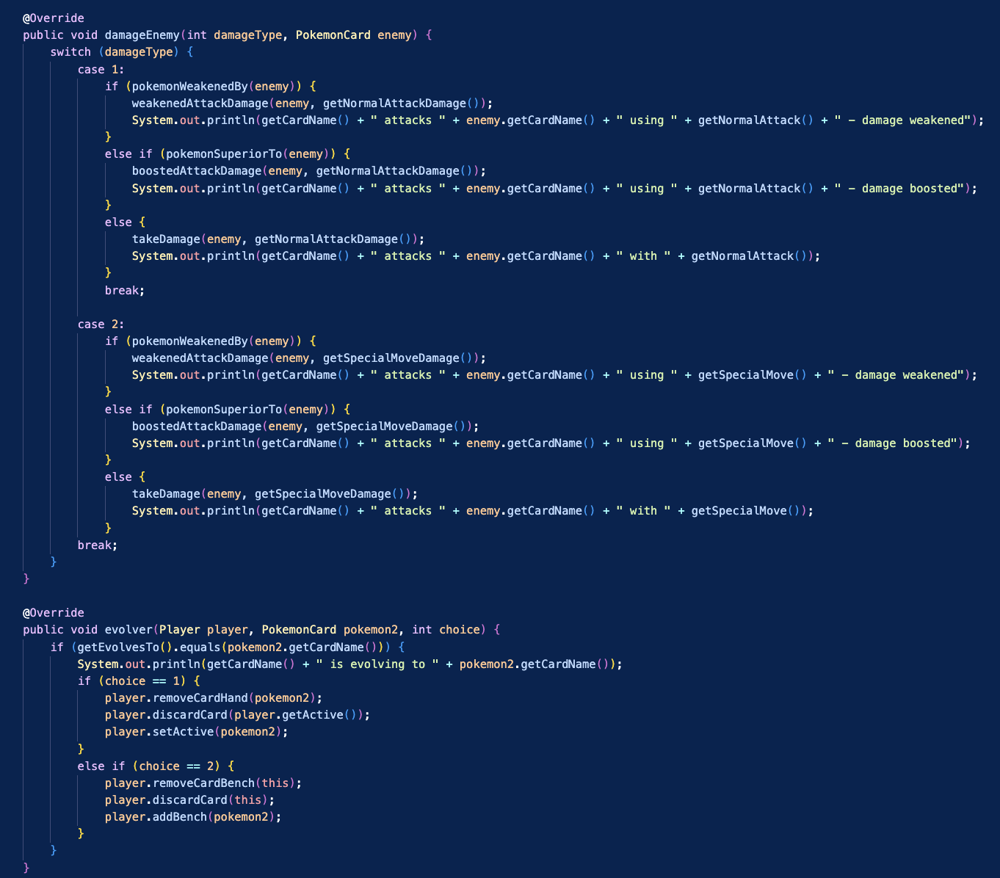 @Override
public void damageEnemy(int damageType, PokemonCard enemy) {
    switch (damageType) {
        case 1:
            if (pokemonWeakenedBy(enemy)) {
                weakenedAttackDamage(enemy, getNormalAttackDamage());
                System.out.println(getCardName() + " attacks " + enemy.getCardName() + " using " + getNormalAttack() + " - damage weakened");
            }
            else if (pokemonSuperiorTo(enemy)) {
                boostedAttackDamage(enemy, getNormalAttackDamage());
                System.out.println(getCardName() + " attacks " + enemy.getCardName() + " using " + getNormalAttack() + " - damage boosted");
            }
            else {
                takeDamage(enemy, getNormalAttackDamage());
                System.out.println(getCardName() + " attacks " + enemy.getCardName() + " with " + getNormalAttack());
            }
            break;

        case 2:
            if (pokemonWeakenedBy(enemy)) {
                weakenedAttackDamage(enemy, getSpecialMoveDamage());
                System.out.println(getCardName() + " attacks " + enemy.getCardName() + " using " + getSpecialMove() + " - damage weakened");
            }
            else if (pokemonSuperiorTo(enemy)) {
                boostedAttackDamage(enemy, getSpecialMoveDamage());
                System.out.println(getCardName() + " attacks " + enemy.getCardName() + " using " + getSpecialMove() + " - damage boosted");
            }
            else {
                takeDamage(enemy, getSpecialMoveDamage());
                System.out.println(getCardName() + " attacks " + enemy.getCardName() + " with " + getSpecialMove());
            }
        break;
    }
}

@Override
public void evolver(Player player, PokemonCard pokemon2, int choice) {
    if (getEvolvesTo().equals(pokemon2.getCardName())) {
        System.out.println(getCardName() + " is evolving to " + pokemon2.getCardName());
        if (choice == 1) {
            player.removeCardHand(pokemon2);
            player.discardCard(player.getActive());
            player.setActive(pokemon2);
        }
        else if (choice == 2) {
            player.removeCardBench(this);
            player.discardCard(this);
            player.addBench(pokemon2);
        }
    }
}